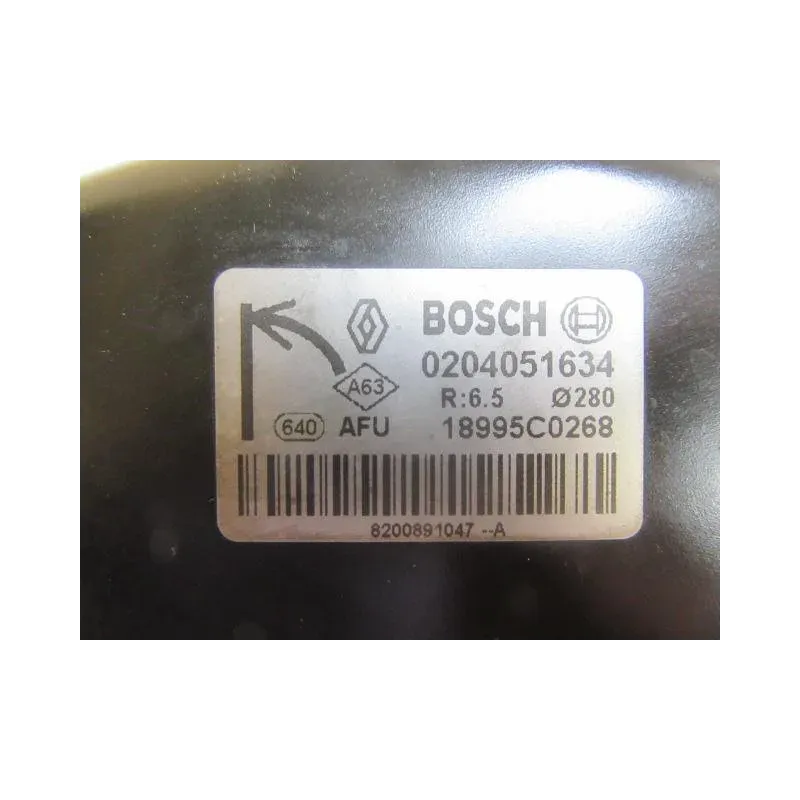 BOSCH
0204051634
A63
R:6.5 Ø280
640 AFU 18995C0268
8200891047 --A